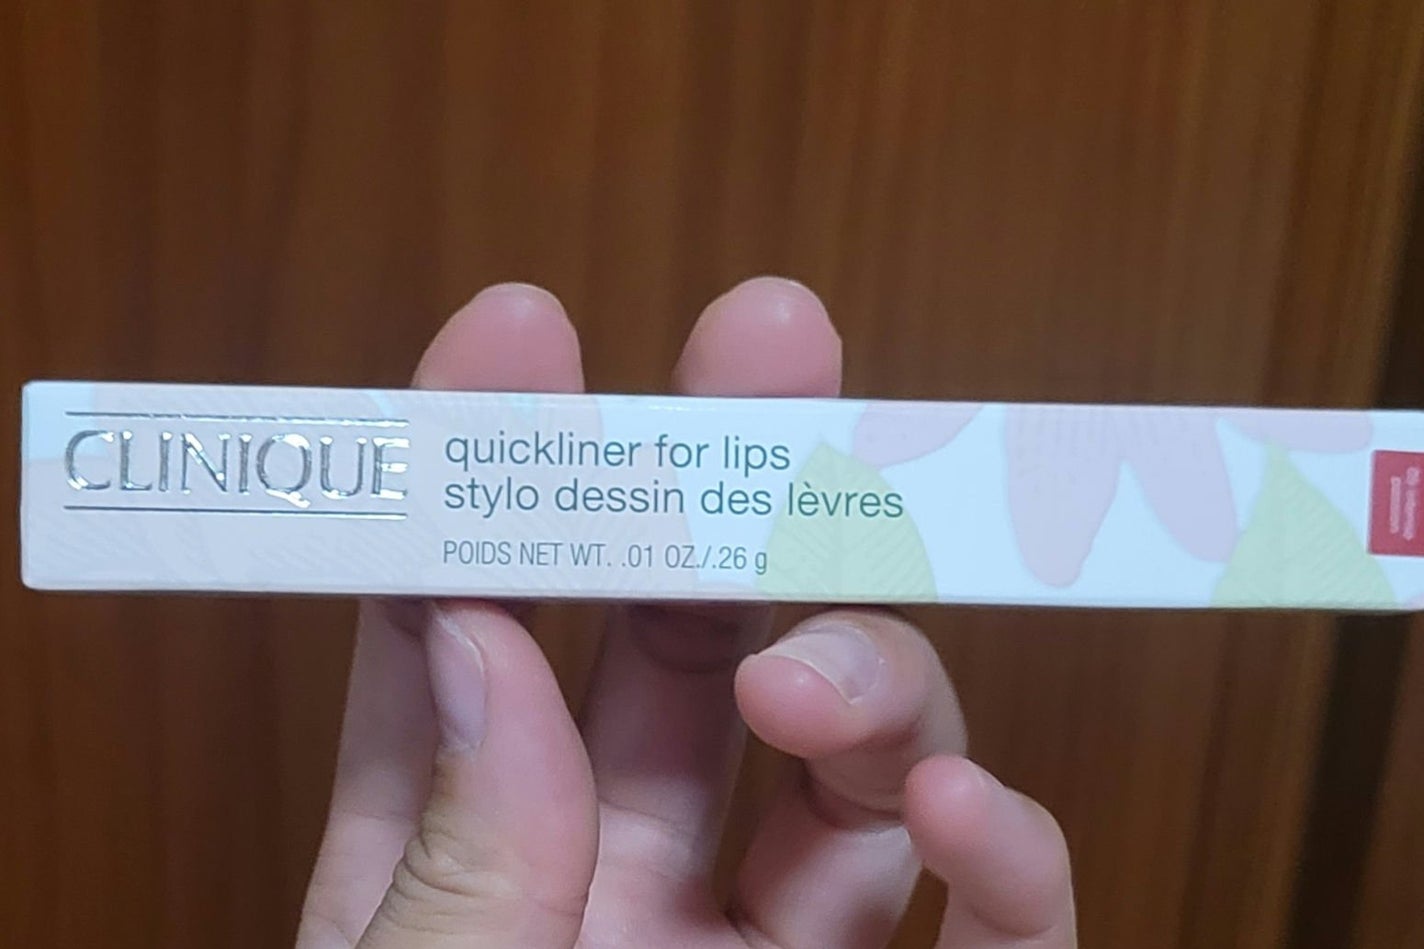 CLINIQUE
quickliner for lips
stylo dessin des lèvres
POIDS NET WT. .01 OZ./.26 g